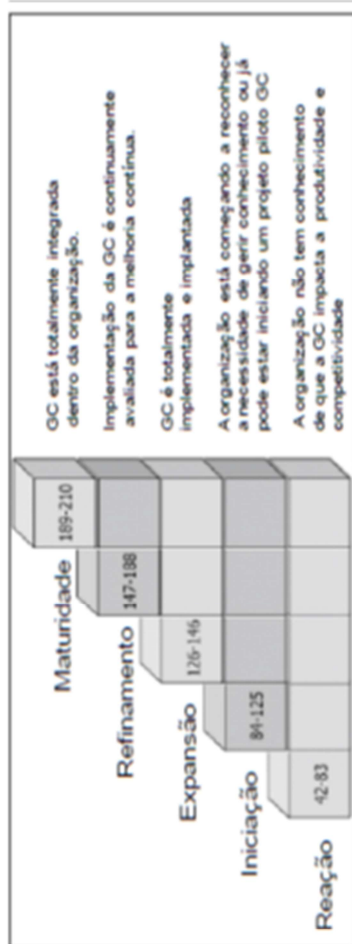 Maturidade
189-210
GC está totalmente integrada
dentro da organização.
Refinamento
147-188
Implementação da GC é continuamente
avaliada para a melhoria contínua.
Expansão
126-146
GC é totalmente
implementada e implantada
Iniciação
84-125
A organização está começando a reconhecer
a necessidade de gerir conhecimento ou já
pode estar iniciando um projeto piloto GC
Reação
42-83
A organização não tem conhecimento
de que a GC impacta a produtividade e
competitividade